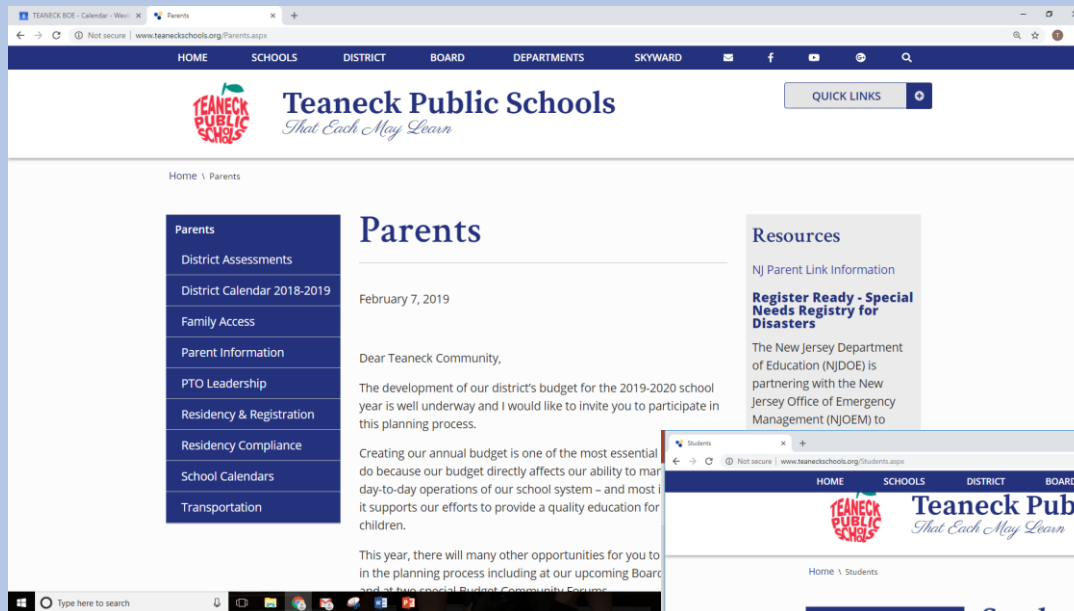 TEANECK BOE - Calendar - Week
Parents
Not secure | www.teaneckschools.org/Parents.aspx
HOME SCHOOLS DISTRICT BOARD DEPARTMENTS SKYWARD
TEANECK
PUBLIC
SCHOOLS
Teaneck Public Schools
That Each May Learn
QUICK LINKS
Home \ Parents
Parents
District Assessments
District Calendar 2018-2019
Family Access
Parent Information
PTO Leadership
Residency & Registration
Residency Compliance
School Calendars
Transportation
Parents
February 7, 2019
Dear Teaneck Community,
The development of our district's budget for the 2019-2020 school
year is well underway and I would like to invite you to participate in
this planning process.
Creating our annual budget is one of the most essential
do because our budget directly affects our ability to mar
day-to-day operations of our school system – and most i
it supports our efforts to provide a quality education for
children.
This year, there will many other opportunities for you to
in the planning process including at our upcoming Board
and at two special Budget Community Forums
Resources
NJ Parent Link Information
Register Ready - Special
Needs Registry for
Disasters
The New Jersey Department
of Education (NJDOE) is
partnering with the New
Jersey Office of Emergency
Management (NJOEM) to
Students
Not secure | www.teaneckschools.org/Students.aspx
HOME SCHOOLS DISTRICT BOARD
TEANECK
PUBLIC
SCHOOLS
Teaneck Pub
That Each May Learn
Home \ Students
Type here to search